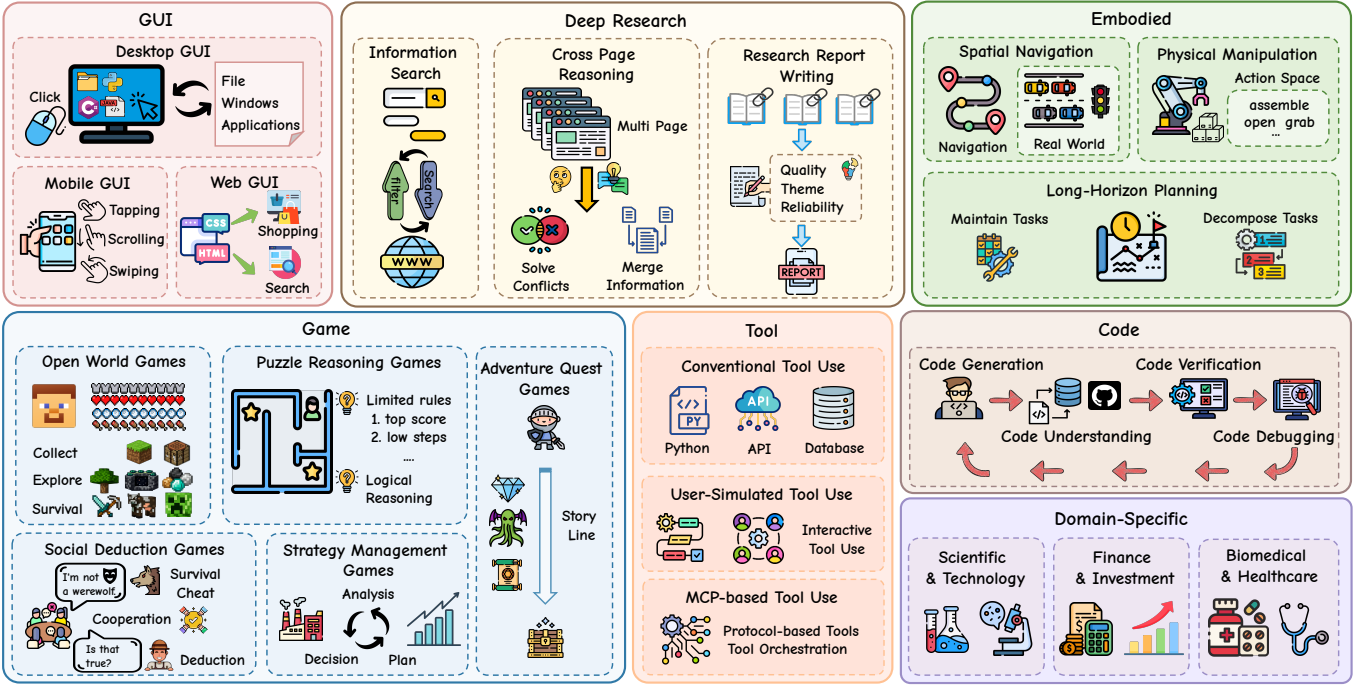 GUI
Desktop GUI
Click
JAVA
File
Windows
Applications
Mobile GUI
Tapping
Scrolling
Swiping
Web GUI
CSS
HTML
Shopping
Search
Deep Research
Information
Search
filter
Search
WWW
Cross Page
Reasoning
Multi Page
Solve
Conflicts
Merge
Information
Research Report
Writing
Quality
Theme
Reliability
REPORT
Embodied
Spatial Navigation
Navigation
Real World
Physical Manipulation
Action Space
assemble
open grab
...
Long-Horizon Planning
Maintain Tasks
Decompose Tasks
1
2
3
Game
Open World Games
Collect
Explore
Survival
Puzzle Reasoning Games
Limited rules
1. top score
2. low steps
....
Logical
Reasoning
Adventure Quest
Games
Story
Line
Social Deduction Games
I'm not
a werewolf.
Survival
Cheat
Cooperation
Is that
true?
Deduction
Strategy Management
Games
Analysis
Decision
Plan
Tool
Conventional Tool Use
PY
API
Python
API
Database
User-Simulated Tool Use
Interactive
Tool Use
MCP-based Tool Use
Protocol-based Tools
Tool Orchestration
Code
Code Generation
Code Verification
Code Understanding
Code Debugging
Domain-Specific
Scientific
& Technology
Finance
& Investment
Biomedical
& Healthcare